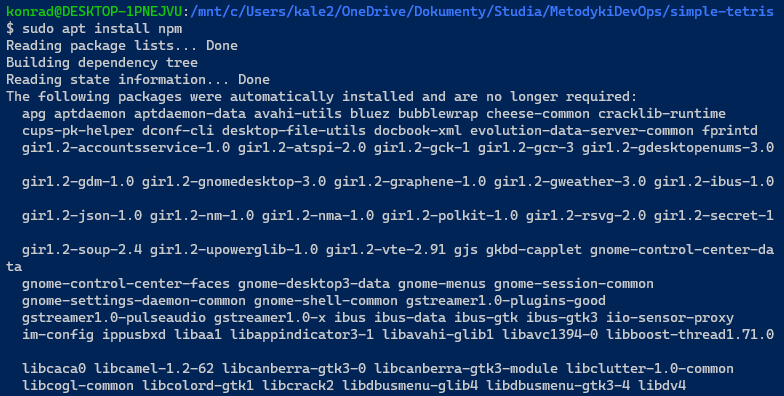 konrad@DESKTOP-1PNEJVU:/mnt/c/Users/kale2/OneDrive/Dokumenty/Studia/MetodykiDevOps/simple-tetris
$ sudo apt install npm
Reading package lists... Done
Building dependency tree
Reading state information... Done
The following packages were automatically installed and are no longer required:
  apg aptdaemon aptdaemon-data avahi-utils bluez bubblewrap cheese-common cracklib-runtime
  cups-pk-helper dconf-cli desktop-file-utils docbook-xml evolution-data-server-common fprintd
  gir1.2-accountsservice-1.0 gir1.2-atspi-2.0 gir1.2-gck-1 gir1.2-gcr-3 gir1.2-gdesktopenums-3.0
  gir1.2-gdm-1.0 gir1.2-gnomedesktop-3.0 gir1.2-graphene-1.0 gir1.2-gweather-3.0 gir1.2-ibus-1.0
  gir1.2-json-1.0 gir1.2-nm-1.0 gir1.2-nma-1.0 gir1.2-polkit-1.0 gir1.2-rsvg-2.0 gir1.2-secret-1
  gir1.2-soup-2.4 gir1.2-upowerglib-1.0 gir1.2-vte-2.91 gjs gkbd-capplet gnome-control-center-da
ta
  gnome-control-center-faces gnome-desktop3-data gnome-menus gnome-session-common
  gnome-settings-daemon-common gnome-shell-common gstreamer1.0-plugins-good
  gstreamer1.0-pulseaudio gstreamer1.0-x ibus ibus-data ibus-gtk ibus-gtk3 iio-sensor-proxy
  im-config ippusbxd libaa1 libappindicator3-1 libavahi-glib1 libavc1394-0 libboost-thread1.71.0
  libcaca0 libcamel-1.2-62 libcanberra-gtk3-0 libcanberra-gtk3-module libclutter-1.0-common
  libcogl-common libcolord-gtk1 libcrack2 libdbusmenu-glib4 libdbusmenu-gtk3-4 libdv4